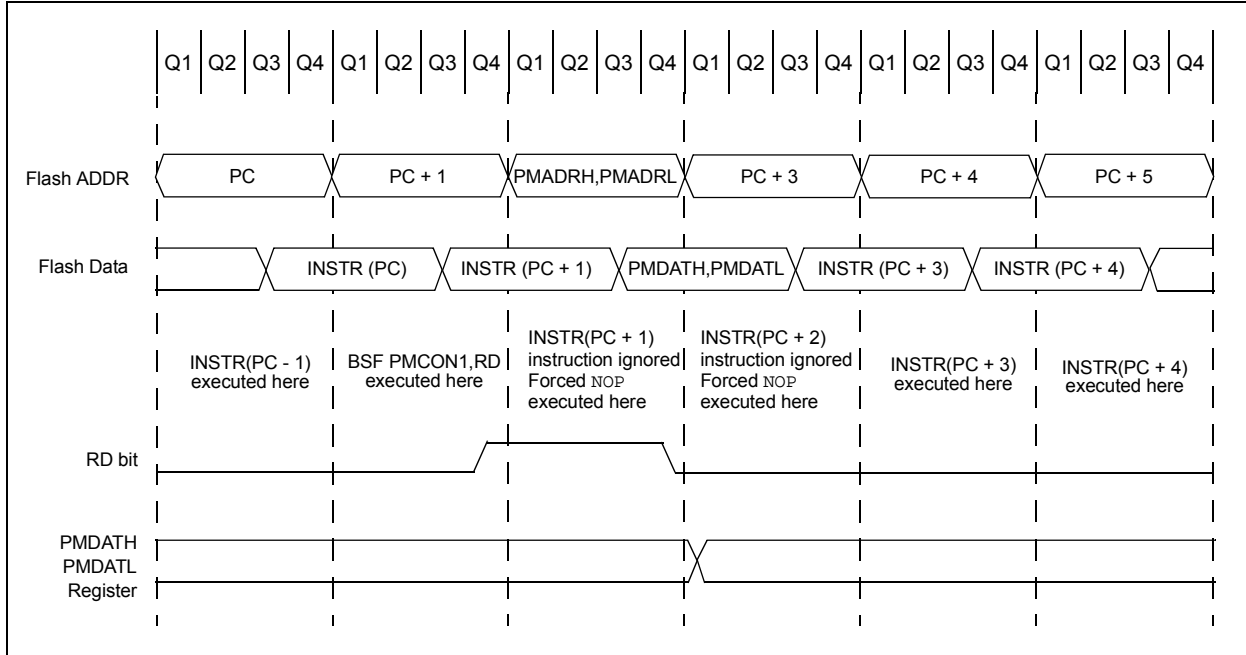 Q1 Q2 Q3 Q4 Q1 Q2 Q3 Q4 Q1 Q2 Q3 Q4 Q1 Q2 Q3 Q4 Q1 Q2 Q3 Q4 Q1 Q2 Q3 Q4
Flash ADDR
PC
PC + 1
PMADRH,PMADRL
PC + 3
PC + 4
PC + 5
Flash Data
INSTR (PC)
INSTR (PC + 1)
PMDATH,PMDATL
INSTR (PC + 3)
INSTR (PC + 4)
INSTR(PC - 1)
executed here
BSF PMCON1,RD
executed here
INSTR(PC + 1)
instruction ignored
Forced NOP
executed here
INSTR(PC + 2)
instruction ignored
Forced NOP
executed here
INSTR(PC + 3)
executed here
INSTR(PC + 4)
executed here
RD bit
PMDATH
PMDATL
Register